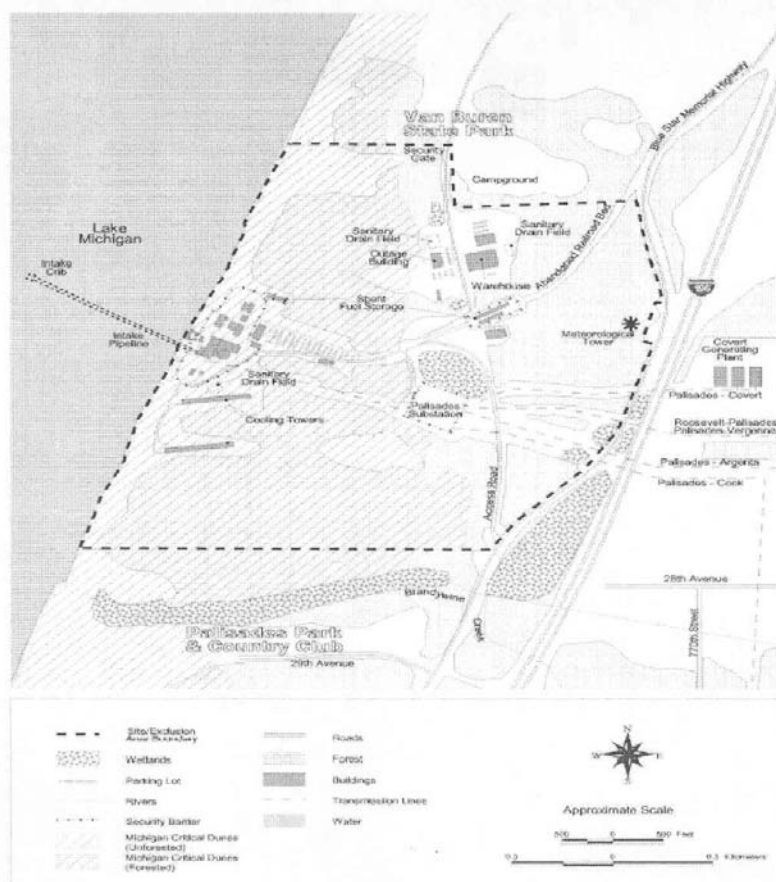 Van Buren
State Park
Security
Gate
Campground
Blue Star Memorial Highway
Lake
Michigan
Intake
Crib
Sanitary
Drain Field
Sanitary
Drain Field
Outage
Building
Abandoned Railroad Bed
Warehouse
Spent
Fuel Storage
196
Intake
Pipeline
Meteorological
Tower
Covert
Generating
Plant
Sanitary
Drain Field
Palisades - Covert
Palisades
Substation
Cooling Towers
Roosevelt-Palisades
Palisades-Vergennes
Palisades - Argenta
Access Road
Palisades - Cook
28th Avenue
Brandywine
Creek
77 1/2 Street
Palisades Park
& Country Club
29th Avenue
Site/Exclusion
Area Boundary
Wetlands
Parking Lot
Rivers
Security Barrier
Michigan Critical Dunes
(Unforested)
Michigan Critical Dunes
(Forested)
Roads
Forest
Buildings
Transmission Lines
Water
N
W E
S
Approximate Scale
500 0 500 Feet
0.3 0 0.3 Kilometers